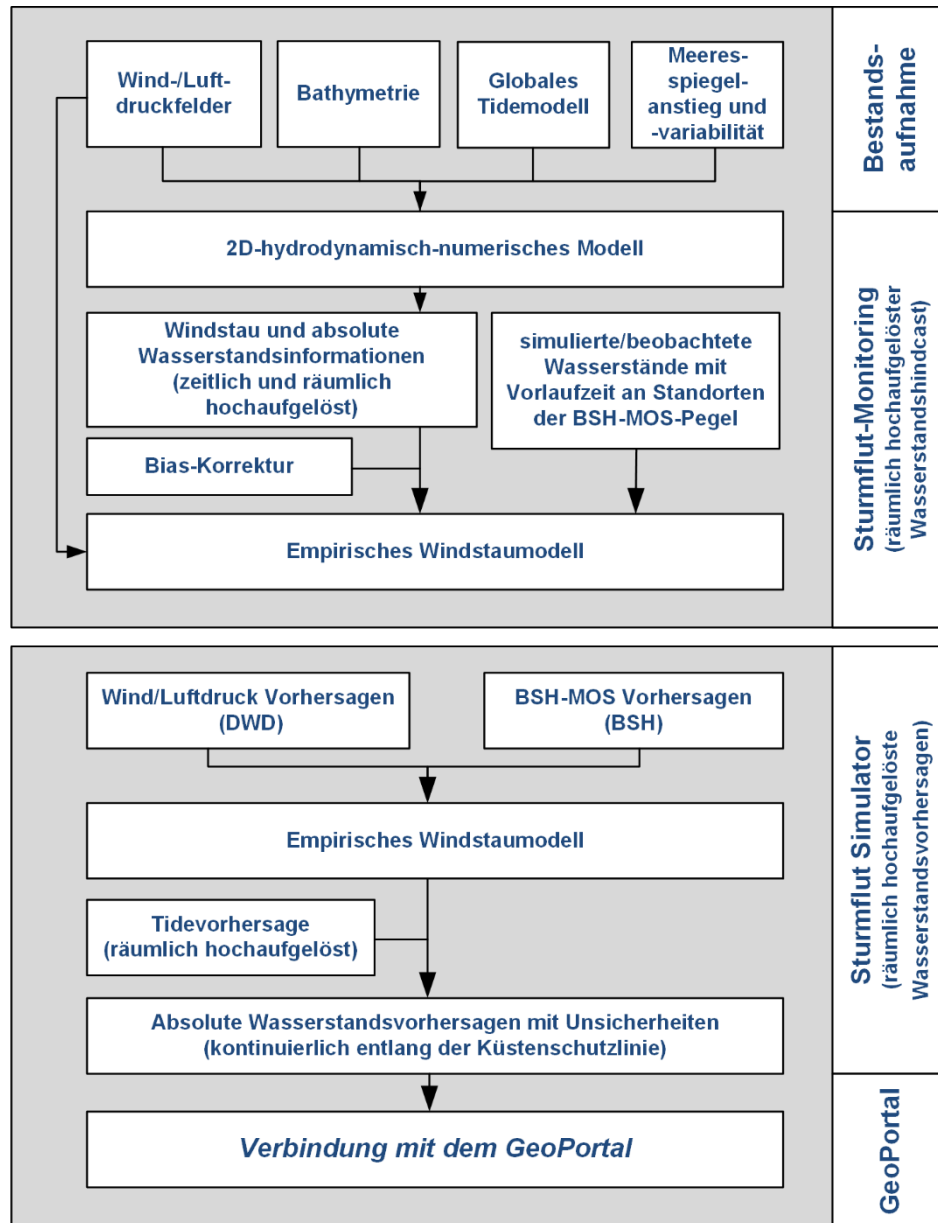 Wind-/Luft-
druckfelder
Bathymetrie
Globales
Tidemodell
Meeres-
spiegel-
anstieg und
-variabilität
Bestands-
aufnahme
2D-hydrodynamisch-numerisches Modell
Windstau und absolute
Wasserstandsinformationen
(zeitlich und räumlich
hochaufgelöst)
simulierte/beobachtete
Wasserstände mit
Vorlaufzeit an Standorten
der BSH-MOS-Pegel
Bias-Korrektur
Empirisches Windstaumodell
Sturmflut-Monitoring
(räumlich hochaufgelöster
Wasserstandshindcast)
Wind/Luftdruck Vorhersagen
(DWD)
BSH-MOS Vorhersagen
(BSH)
Empirisches Windstaumodell
Tidevorhersage
(räumlich hochaufgelöst)
Absolute Wasserstandsvorhersagen mit Unsicherheiten
(kontinuierlich entlang der Küstenschutzlinie)
Sturmflut Simulator
(räumlich hochaufgelöste
Wasserstandsvorhersagen)
Verbindung mit dem GeoPortal
GeoPortal